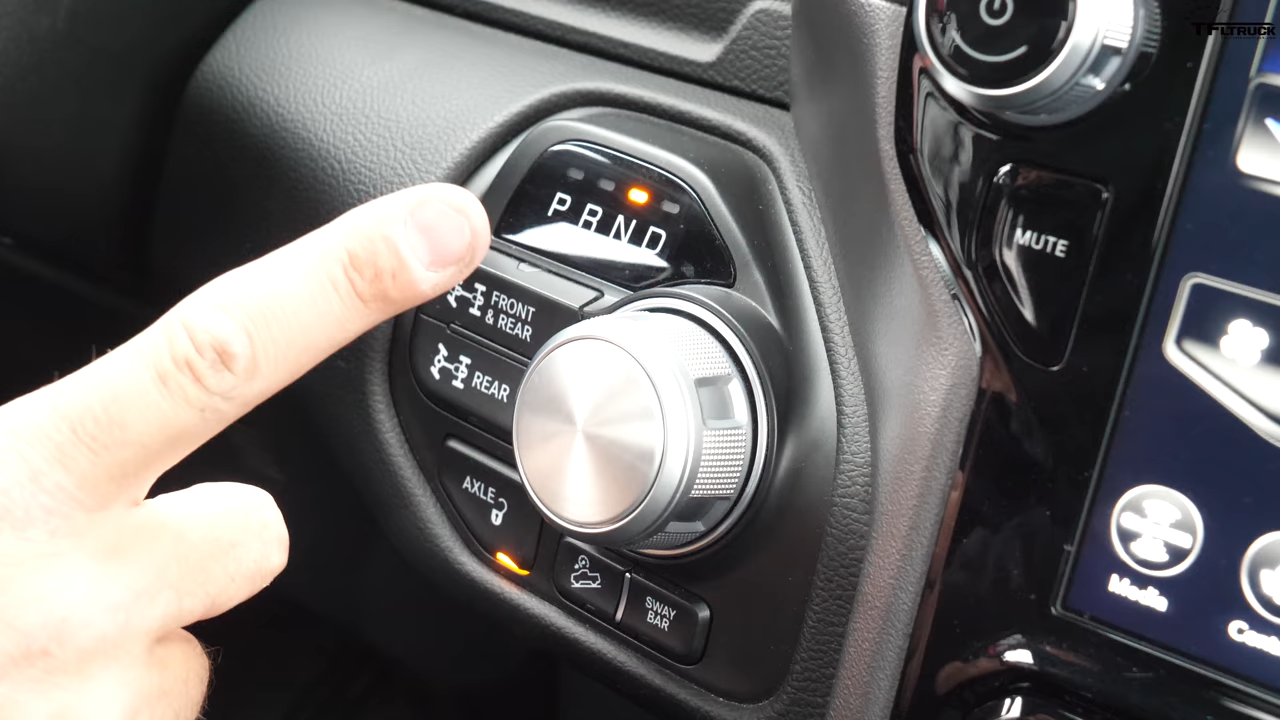 TFLTRUCK
P R N D
FRONT
& REAR
REAR
AXLE
SWAY
BAR
MUTE
Media